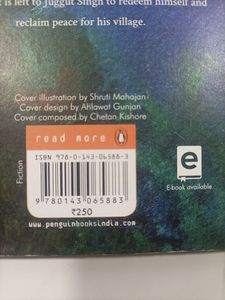 is left to Juggut Singh to redeem himself and
reclaim peace for his village.
Cover illustration by Shruti Mahajan
Cover design by Ahlawat Gunjan
Cover composed by Chetan Kishore
read more
Fiction
ISBN 978-0-143-06588-3
9 780143 065883
₹250
www.penguinbooksindia.com
e
E-book available